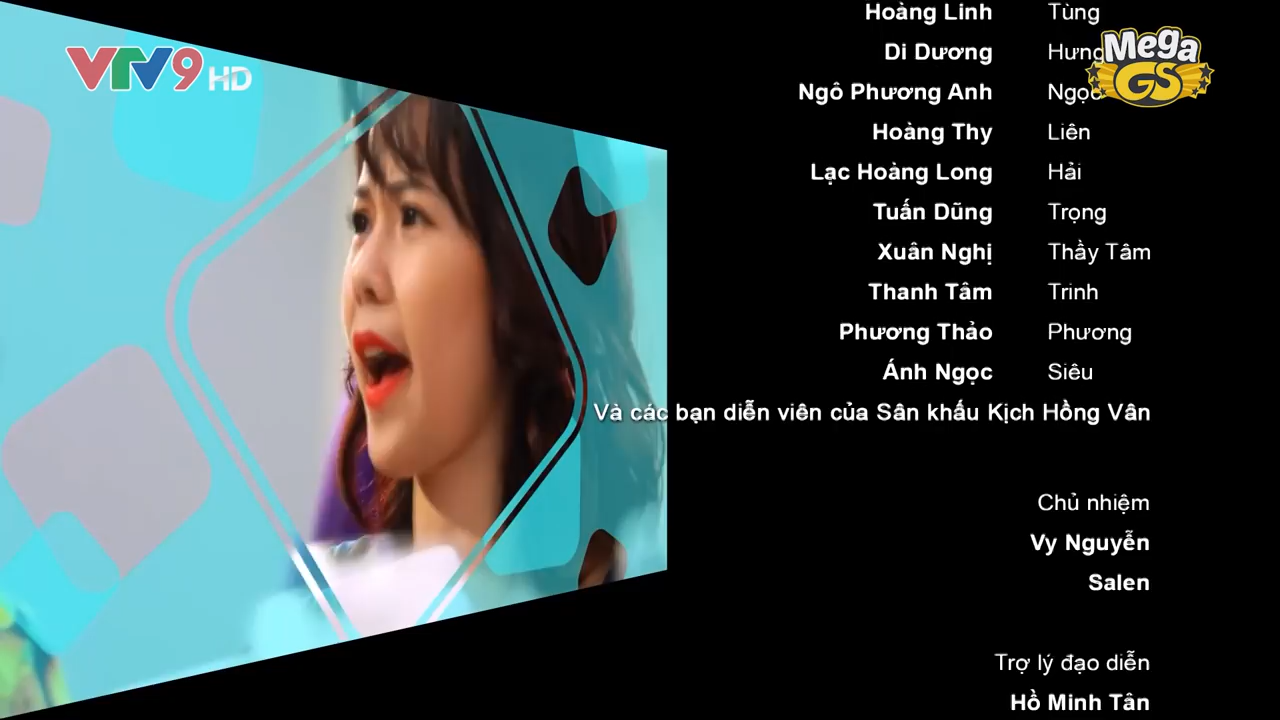 VTV9 HD
Mega GS
Hoàng Linh Tùng
Di Dương Hưng
Ngô Phương Anh Ngọc
Hoàng Thy Liên
Lạc Hoàng Long Hải
Tuấn Dũng Trọng
Xuân Nghị Thầy Tâm
Thanh Tâm Trinh
Phương Thảo Phương
Ánh Ngọc Siêu
Và các bạn diễn viên của Sân khấu Kịch Hồng Vân
Chủ nhiệm
Vy Nguyễn
Salen
Trợ lý đạo diễn
Hồ Minh Tân